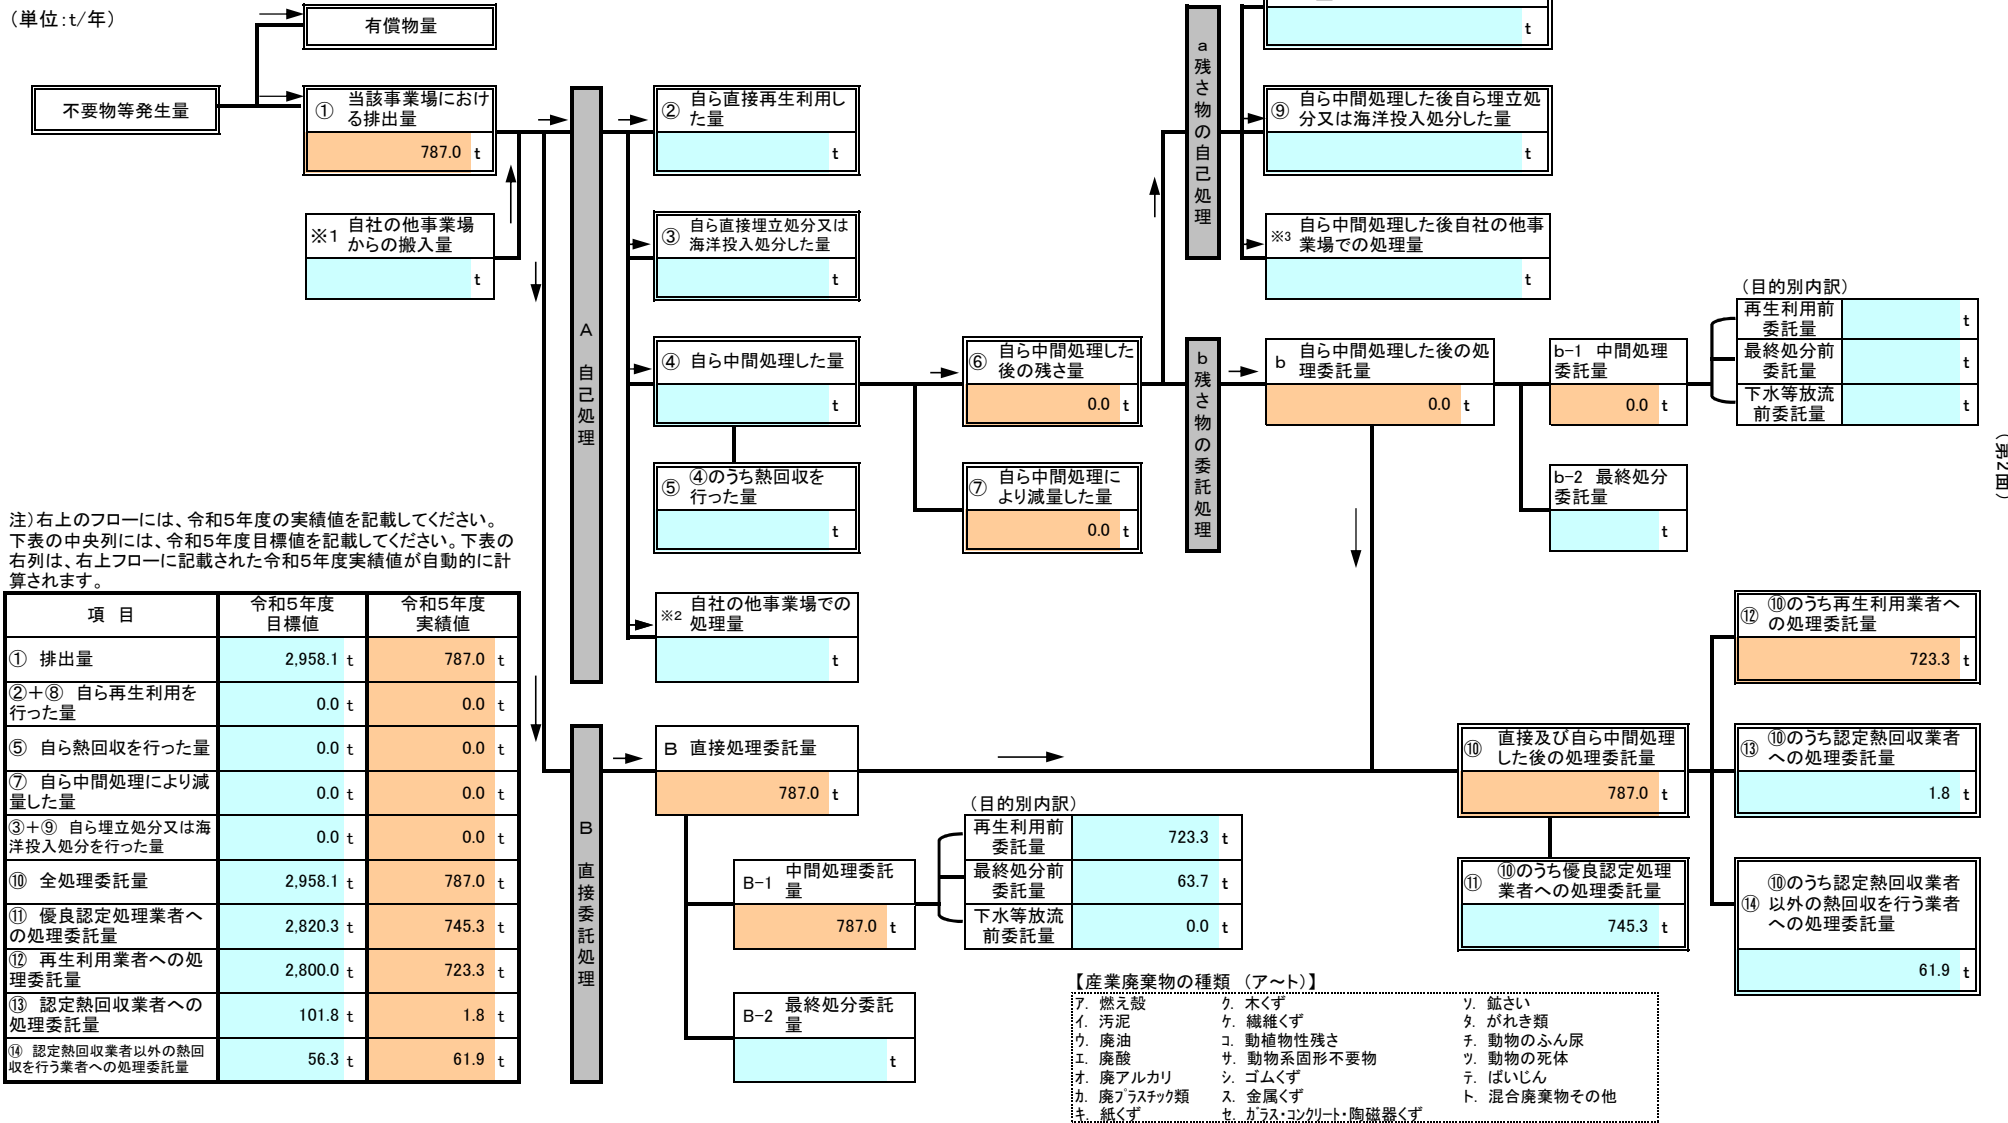 （単位：t/年）
有償物量
不要物等発生量
① 当該事業場におけ
る排出量
787.0 t
※1 自社の他事業場
からの搬入量
t
A 自己処理
② 自ら直接再生利用し
た量
t
③ 自ら直接埋立処分又は
海洋投入処分した量
t
④ 自ら中間処理した量
t
⑤ ④のうち熱回収を
行った量
t
※2 自社の他事業場での
処理量
t
⑥ 自ら中間処理した
後の残さ量
0.0 t
⑦ 自ら中間処理に
より減量した量
0.0 t
a 残さ物の自己処理
t
⑨ 自ら中間処理した後自ら埋立処
分又は海洋投入処分した量
t
※3 自ら中間処理した後自社の他事
業場での処理量
t
b 残さ物の委託処理
b 自ら中間処理した後の処
理委託量
0.0 t
b-1 中間処理
委託量
0.0 t
b-2 最終処分
委託量
t
（目的別内訳）
再生利用前
委託量
t
最終処分前
委託量
t
下水等放流
前委託量
t
（第2面）
注）右上のフローには、令和５年度の実績値を記載してください。
下表の中央列には、令和５年度目標値を記載してください。下表の
右列は、右上フローに記載された令和５年度実績値が自動的に計
算されます。
項 目
令和５年度
目標値
令和５年度
実績値
① 排出量 2,958.1 t 787.0 t
②＋⑧ 自ら再生利用を
行った量 0.0 t 0.0 t
⑤ 自ら熱回収を行った量 0.0 t 0.0 t
⑦ 自ら中間処理により減
量した量 0.0 t 0.0 t
③＋⑨ 自ら埋立処分又は海
洋投入処分を行った量 0.0 t 0.0 t
⑩ 全処理委託量 2,958.1 t 787.0 t
⑪ 優良認定処理業者へ
の処理委託量 2,820.3 t 745.3 t
⑫ 再生利用業者への処
理委託量 2,800.0 t 723.3 t
⑬ 認定熱回収業者への
処理委託量 101.8 t 1.8 t
⑭ 認定熱回収業者以外の熱回
収を行う業者への処理委託量 56.3 t 61.9 t
B 直接委託処理
B 直接処理委託量
787.0 t
B-1 中間処理委託
量
787.0 t
B-2 最終処分委託
量
t
（目的別内訳）
再生利用前
委託量
723.3 t
最終処分前
委託量
63.7 t
下水等放流
前委託量
0.0 t
⑩ 直接及び自ら中間処理
した後の処理委託量
787.0 t
⑪ ⑩のうち優良認定処理
業者への処理委託量
745.3 t
⑫ ⑩のうち再生利用業者へ
の処理委託量
723.3 t
⑬ ⑩のうち認定熱回収業者
への処理委託量
1.8 t
⑭ ⑩のうち認定熱回収業者
以外の熱回収を行う業者
への処理委託量
61.9 t
【産業廃棄物の種類 （ア～ト）】
ア. 燃え殻
イ. 汚泥
ウ. 廃油
エ. 廃酸
オ. 廃アルカリ
カ. 廃プラスチック類
キ. 紙くず
ク. 木くず
ケ. 繊維くず
コ. 動植物性残さ
サ. 動物系固形不要物
シ. ゴムくず
ス. 金属くず
セ. ガラス・コンクリート・陶磁器くず
ソ. 鉱さい
タ. がれき類
チ. 動物のふん尿
ツ. 動物の死体
テ. ばいじん
ト. 混合廃棄物その他